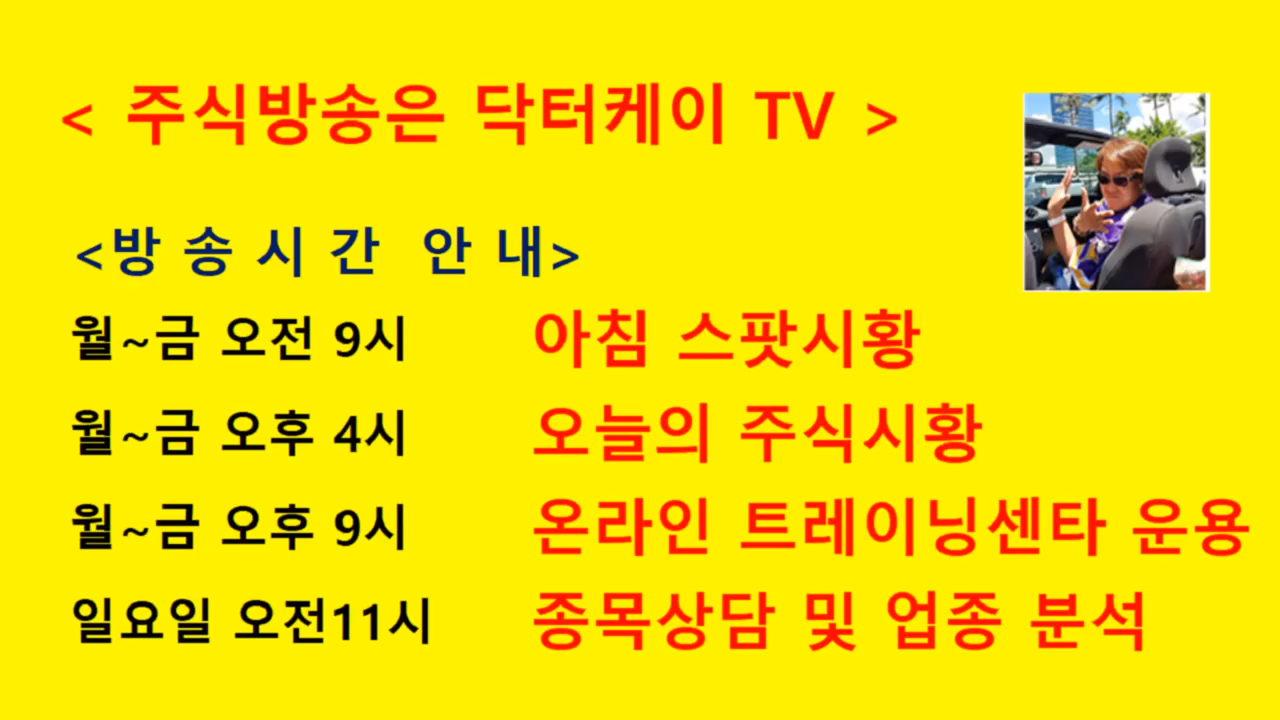 < 주식방송은 닥터케이 TV >
<방 송 시 간 안 내>
월~금 오전 9시 아침 스팟시황
월~금 오후 4시 오늘의 주식시황
월~금 오후 9시 온라인 트레이닝센타 운용
일요일 오전11시 종목상담 및 업종 분석